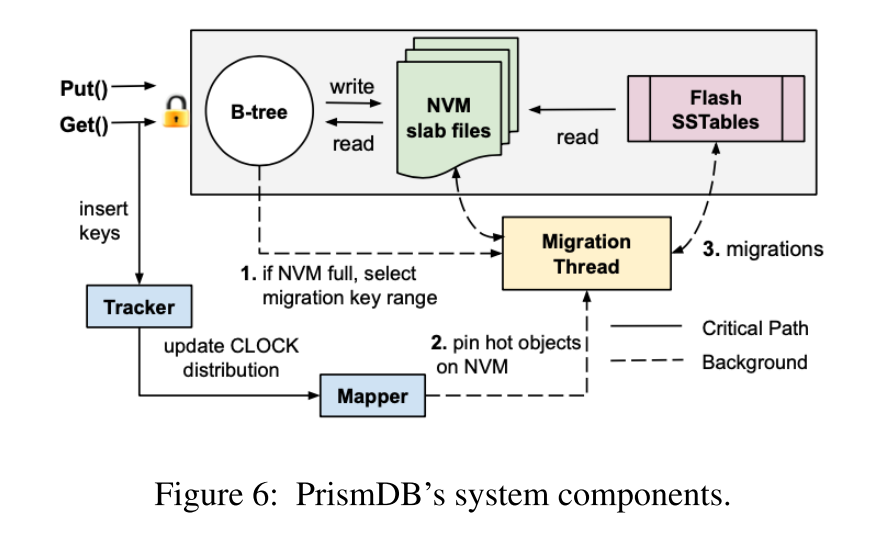 Put()
Get()
B-tree
write
read
NVM
slab files
read
Flash
SSTables
insert
keys
Migration
Thread
3. migrations
1. if NVM full, select
migration key range
Tracker
update CLOCK
distribution
2. pin hot objects
on NVM
Mapper
Critical Path
Background
Figure 6: PrismDB's system components.